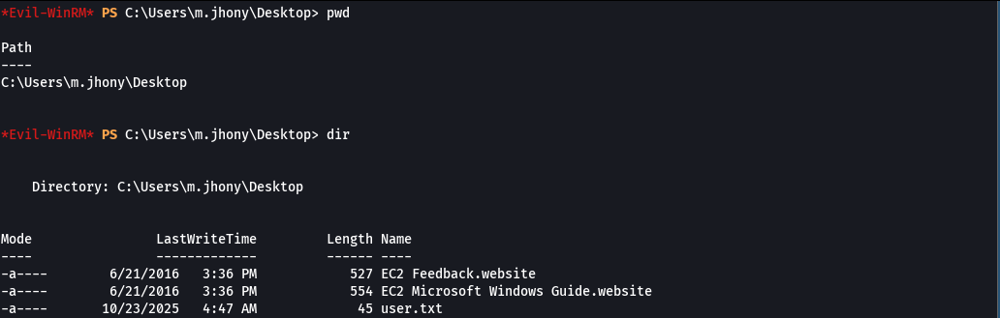 *Evil-WinRM* PS C:\Users\m.jhony\Desktop> pwd
Path
----
C:\Users\m.jhony\Desktop
*Evil-WinRM* PS C:\Users\m.jhony\Desktop> dir
Directory: C:\Users\m.jhony\Desktop
Mode                LastWriteTime         Length Name
----                -------------         ------ ----
-a----        6/21/2016   3:36 PM            527 EC2 Feedback.website
-a----        6/21/2016   3:36 PM            554 EC2 Microsoft Windows Guide.website
-a----       10/23/2025   4:47 AM             45 user.txt